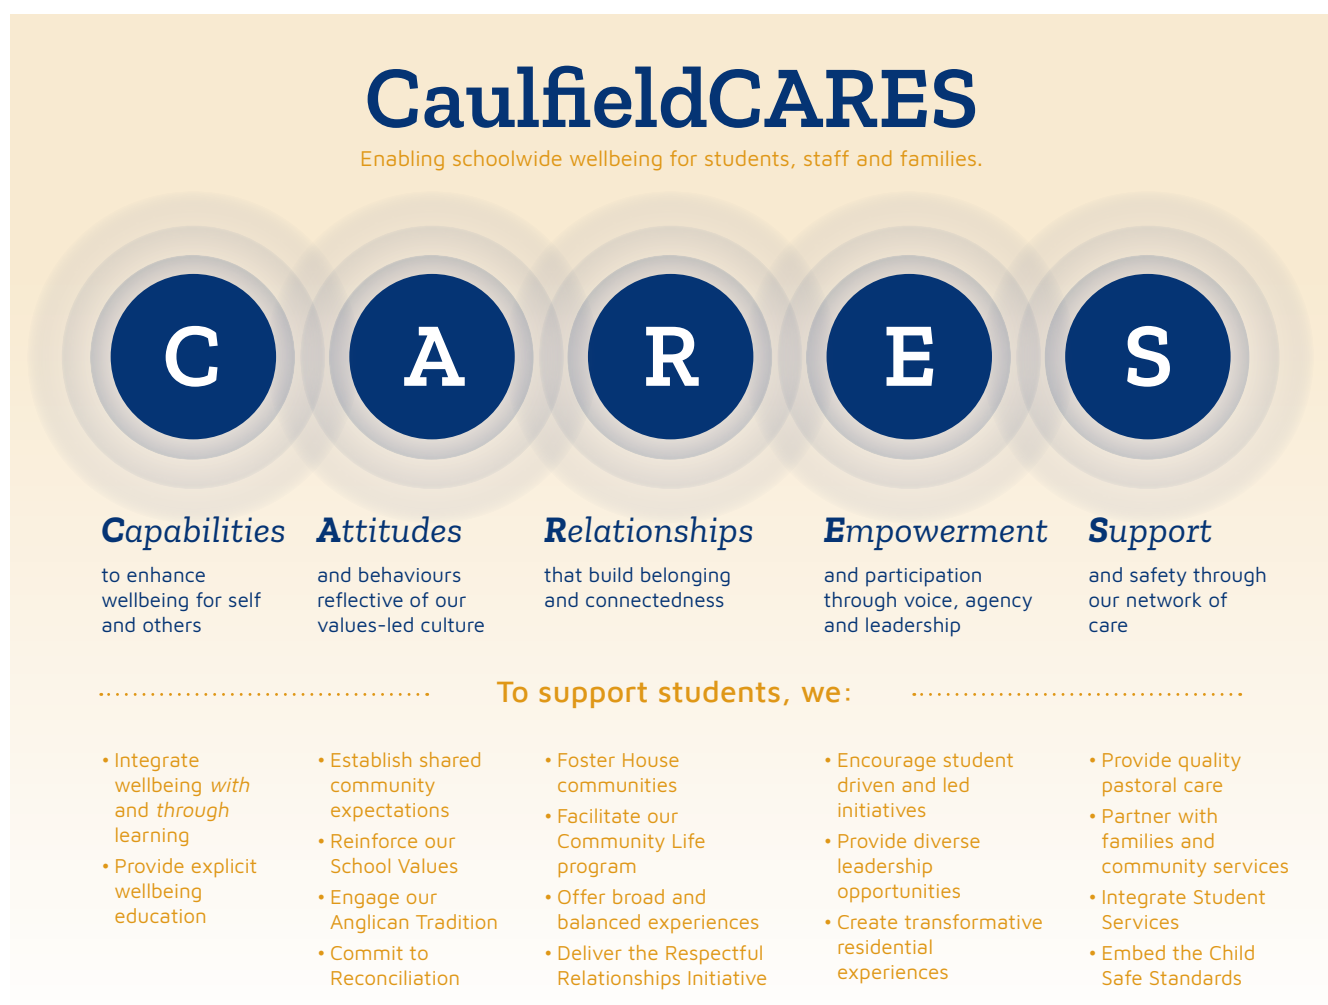 CaulfieldCARES
Enabling schoolwide wellbeing for students, staff and families.
C
A
R
E
S
Capabilities
to enhance
wellbeing for self
and others
Attitudes
and behaviours
reflective of our
values-led culture
Relationships
that build belonging
and connectedness
Empowerment
and participation
through voice, agency
and leadership
Support
and safety through
our network of
care
To support students, we:
• Integrate
wellbeing with
and through
learning
• Provide explicit
wellbeing
education
• Establish shared
community
expectations
• Reinforce our
School Values
• Engage our
Anglican Tradition
• Commit to
Reconciliation
• Foster House
communities
• Facilitate our
Community Life
program
• Offer broad and
balanced experiences
• Deliver the Respectful
Relationships Initiative
• Encourage student
driven and led
initiatives
• Provide diverse
leadership
opportunities
• Create transformative
residential
experiences
• Provide quality
pastoral care
• Partner with
families and
community services
• Integrate Student
Services
• Embed the Child
Safe Standards